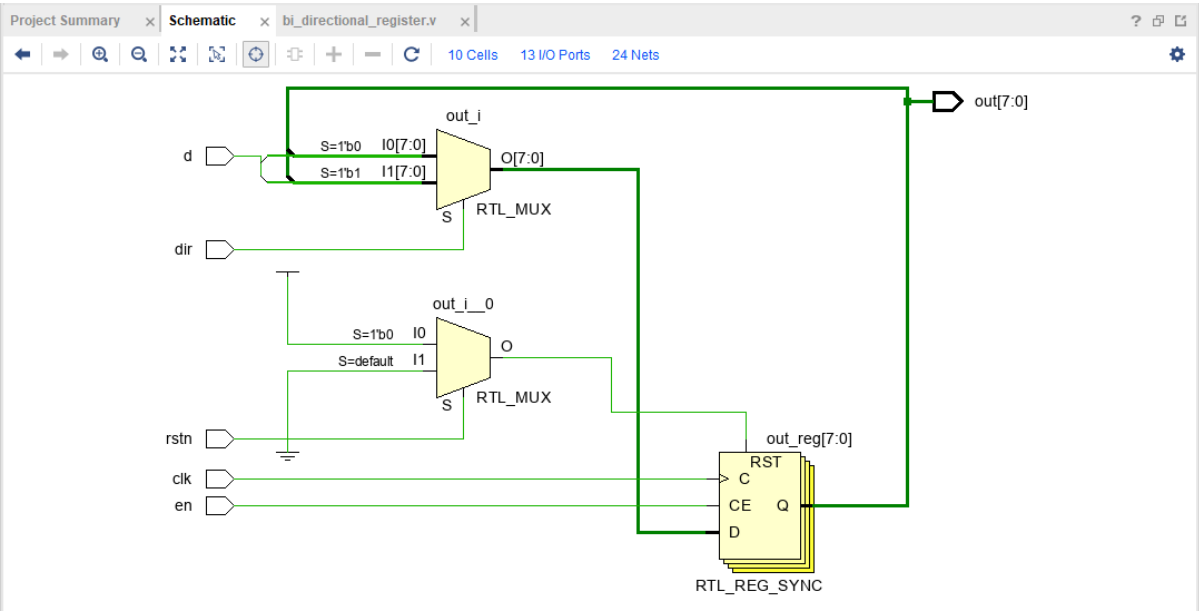 Project Summary × Schematic × bi_directional_register.v ×
? 
10 Cells 13 I/O Ports 24 Nets
out[7:0]
out_i
d
S=1'b0 I0[7:0]
O[7:0]
S=1'b1 I1[7:0]
S RTL_MUX
dir
out_i__0
S=1'b0 I0
O
S=default I1
S RTL_MUX
rstn
out_reg[7:0]
RST
clk
C
en
CE Q
D
RTL_REG_SYNC